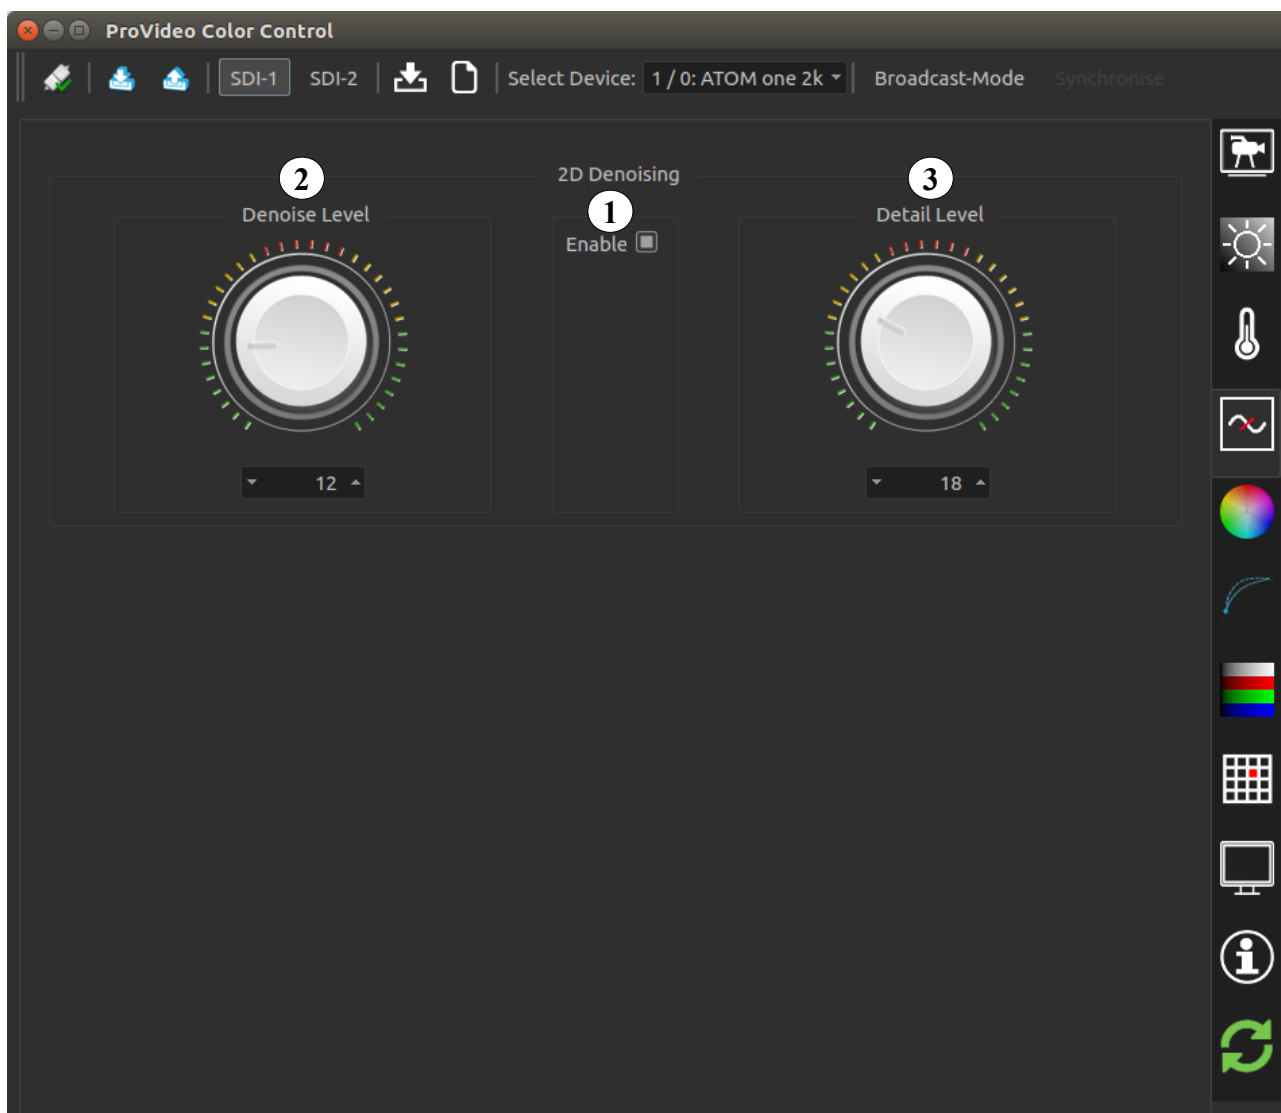 ProVideo Color Control
SDI-1 SDI-2 Select Device: 1 / 0: ATOM one 2k Broadcast-Mode Synchronise
2D Denoising
2 1 3
Denoise Level Enable Detail Level
12 18